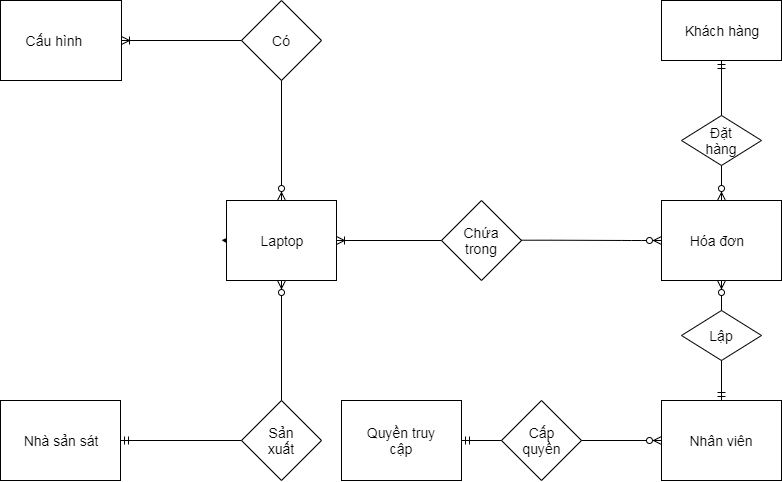 Cấu hình
Có
Khách hàng
Đặt
hàng
Laptop
Chứa
trong
Hóa đơn
Lập
Nhà sản sát
Sản
xuất
Quyền truy
cập
Cấp
quyền
Nhân viên